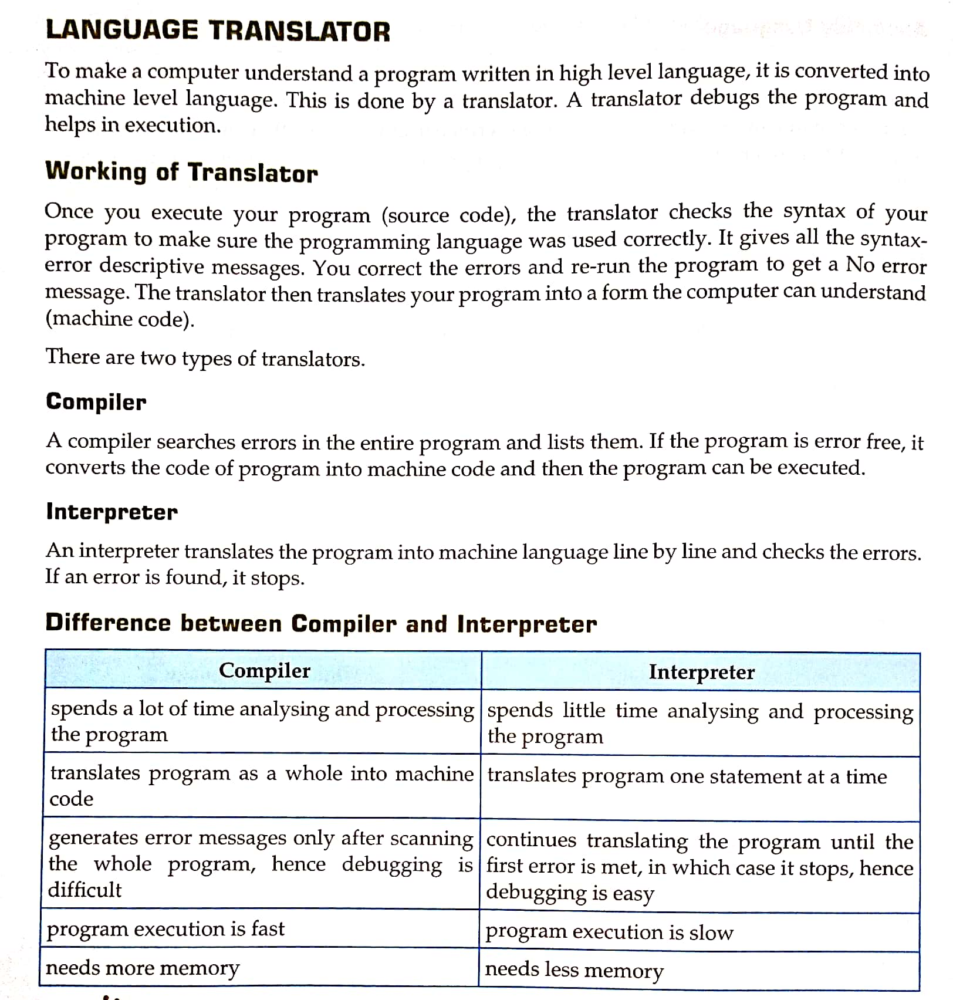 LANGUAGE TRANSLATOR
To make a computer understand a program written in high level language, it is converted into
machine level language. This is done by a translator. A translator debugs the program and
helps in execution.
Working of Translator
Once you execute your program (source code), the translator checks the syntax of your
program to make sure the programming language was used correctly. It gives all the syntax-
error descriptive messages. You correct the errors and re-run the program to get a No error
message. The translator then translates your program into a form the computer can understand
(machine code).
There are two types of translators.
Compiler
A compiler searches errors in the entire program and lists them. If the program is error free, it
converts the code of program into machine code and then the program can be executed.
Interpreter
An interpreter translates the program into machine language line by line and checks the errors.
If an error is found, it stops.
Difference between Compiler and Interpreter
Compiler
Interpreter
spends a lot of time analysing and processing
the program
spends little time analysing and processing
the program
translates program as a whole into machine
code
translates program one statement at a time
generates error messages only after scanning
the whole program, hence debugging is
difficult
continues translating the program until the
first error is met, in which case it stops, hence
debugging is easy
program execution is fast
program execution is slow
needs more memory
needs less memory